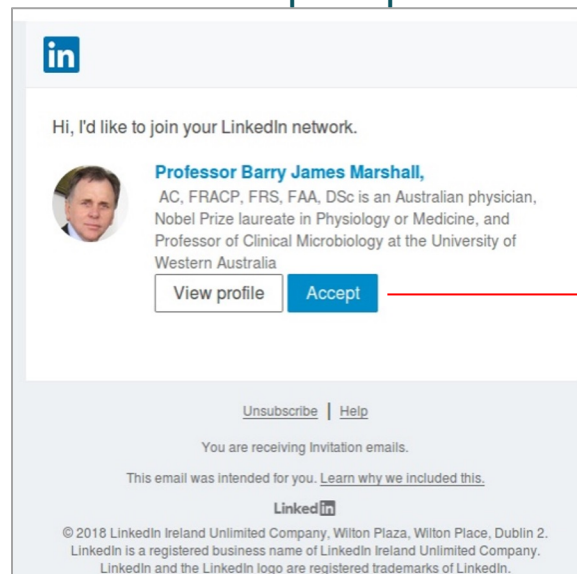 in
Hi, I'd like to join your LinkedIn network.
Professor Barry James Marshall,
AC, FRACP, FRS, FAA, DSc is an Australian physician,
Nobel Prize laureate in Physiology or Medicine, and
Professor of Clinical Microbiology at the University of
Western Australia
View profile Accept
Unsubscribe | Help
You are receiving Invitation emails.
This email was intended for you. Learn why we included this.
Linkedin
© 2018 LinkedIn Ireland Unlimited Company, Wilton Plaza, Wilton Place, Dublin 2.
LinkedIn is a registered business name of LinkedIn Ireland Unlimited Company.
LinkedIn and the LinkedIn logo are registered trademarks of LinkedIn.